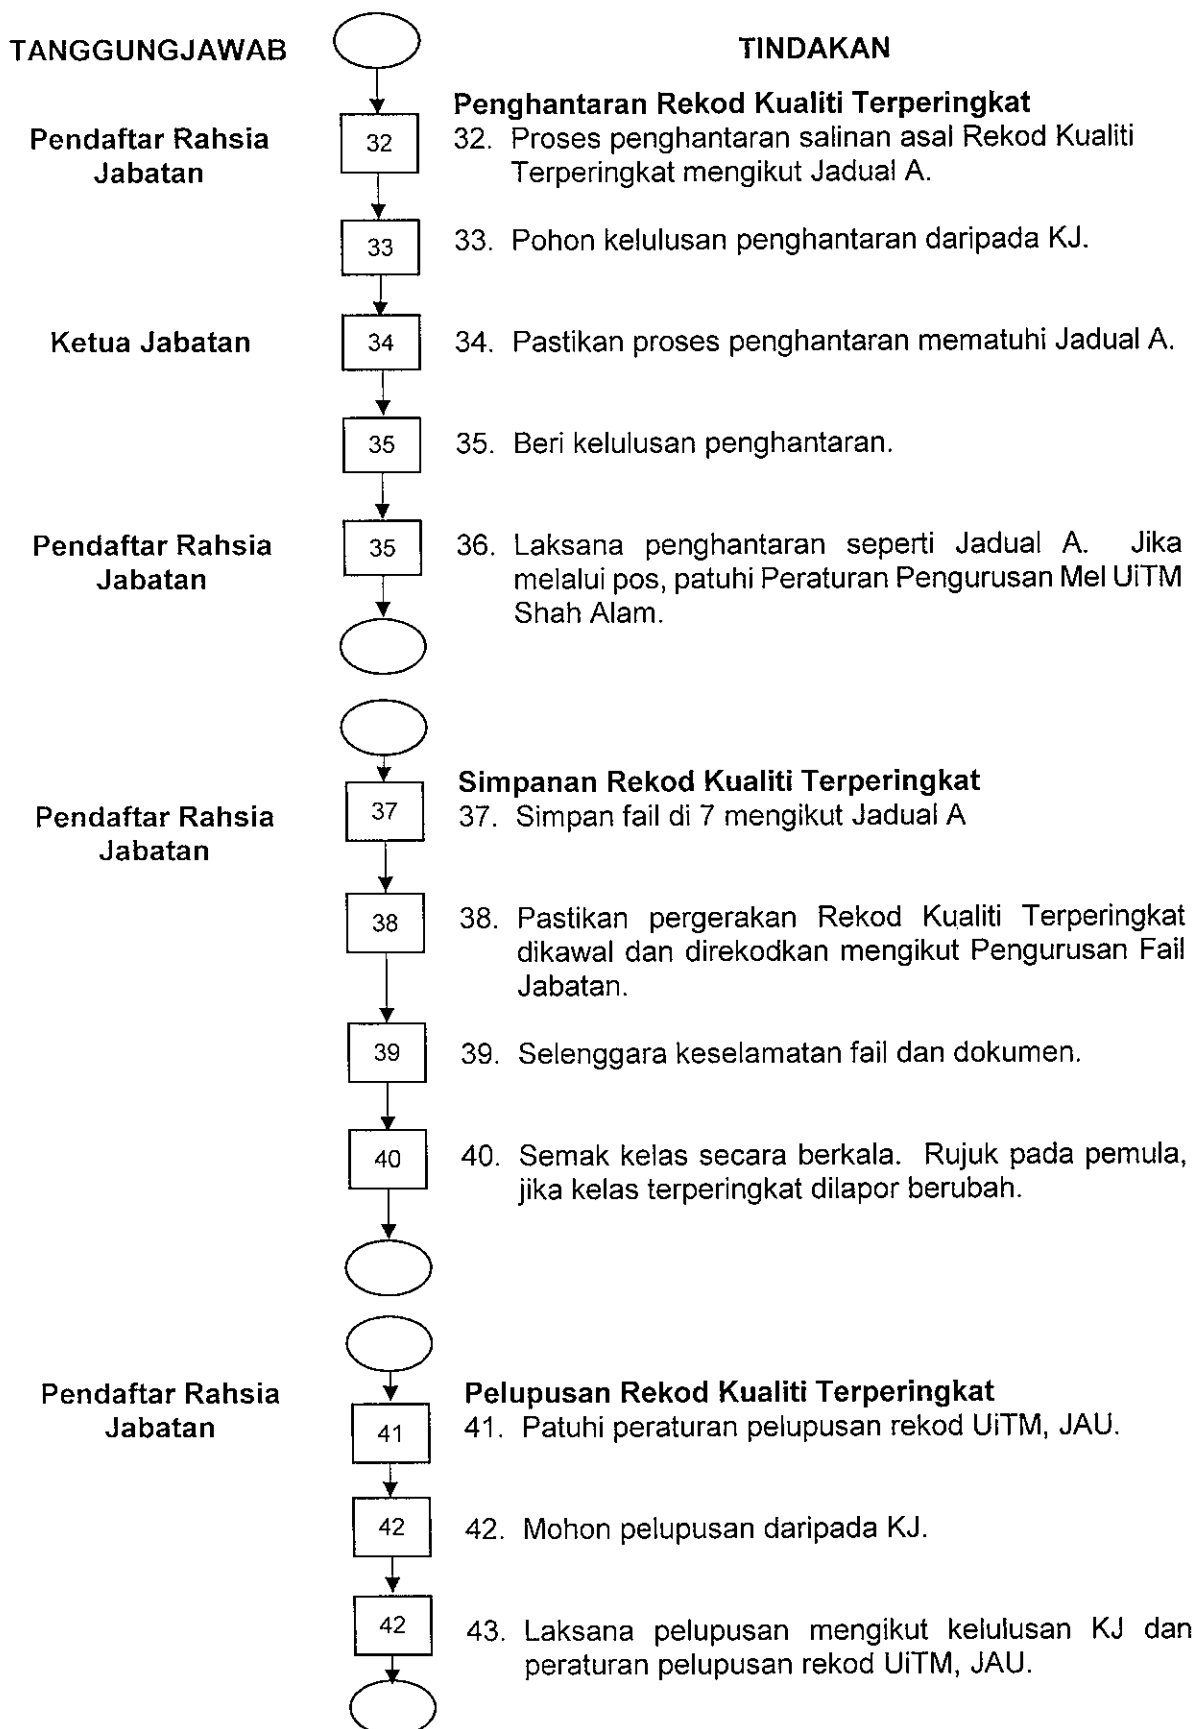 TANGGUNGJAWAB
TINDAKAN
Penghantaran Rekod Kualiti Terperingkat
Pendaftar Rahsia
Jabatan
32
32. Proses penghantaran salinan asal Rekod Kualiti
Terperingkat mengikut Jadual A.
33
33. Pohon kelulusan penghantaran daripada KJ.
Ketua Jabatan
34
34. Pastikan proses penghantaran mematuhi Jadual A.
35
35. Beri kelulusan penghantaran.
Pendaftar Rahsia
Jabatan
35
36. Laksana penghantaran seperti Jadual A. Jika
melalui pos, patuhi Peraturan Pengurusan Mel UiTM
Shah Alam.
Simpanan Rekod Kualiti Terperingkat
Pendaftar Rahsia
Jabatan
37
37. Simpan fail di 7 mengikut Jadual A
38
38. Pastikan pergerakan Rekod Kualiti Terperingkat
dikawal dan direkodkan mengikut Pengurusan Fail
Jabatan.
39
39. Selenggara keselamatan fail dan dokumen.
40
40. Semak kelas secara berkala. Rujuk pada pemula,
jika kelas terperingkat dilapor berubah.
Pendaftar Rahsia
Jabatan
Pelupusan Rekod Kualiti Terperingkat
41
41. Patuhi peraturan pelupusan rekod UiTM, JAU.
42
42. Mohon pelupusan daripada KJ.
42
43. Laksana pelupusan mengikut kelulusan KJ dan
peraturan pelupusan rekod UiTM, JAU.